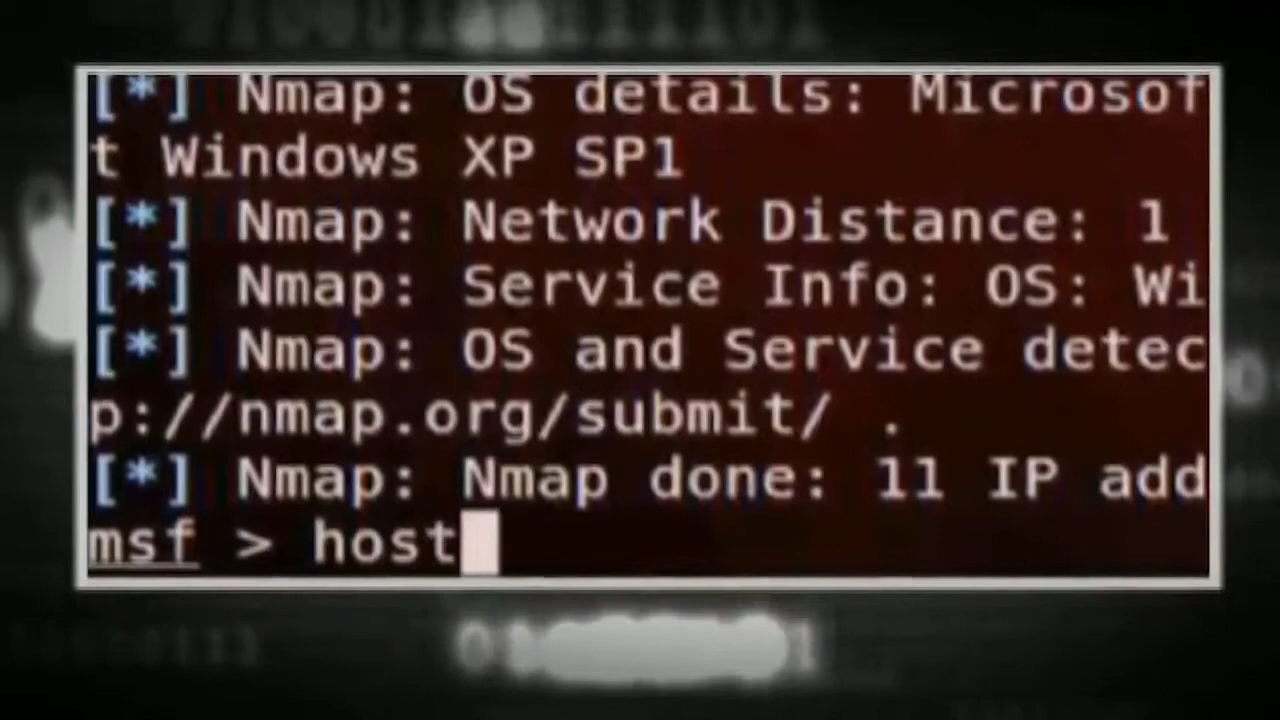 [*] Nmap: OS details: Microsof
t Windows XP SP1
[*] Nmap: Network Distance: 1
[*] Nmap: Service Info: OS: Wi
[*] Nmap: OS and Service detec
p://nmap.org/submit/ .
[*] Nmap: Nmap done: 11 IP add
msf > host